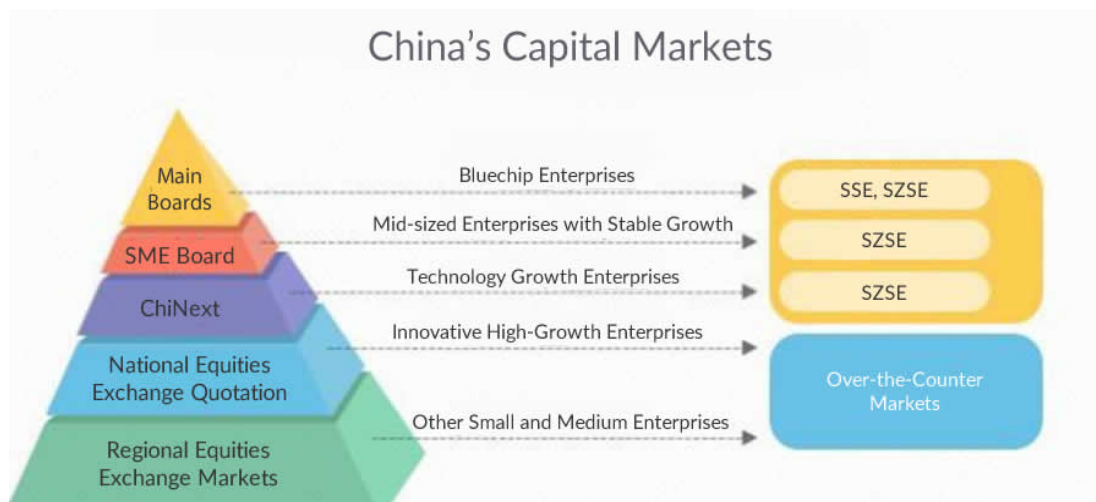 China's Capital Markets
Main
Boards
Bluechip Enterprises
SSE, SZSE
SME Board
Mid-sized Enterprises with Stable Growth
SZSE
ChiNext
Technology Growth Enterprises
SZSE
National Equities
Exchange Quotation
Innovative High-Growth Enterprises
Over-the-Counter
Markets
Regional Equities
Exchange Markets
Other Small and Medium Enterprises